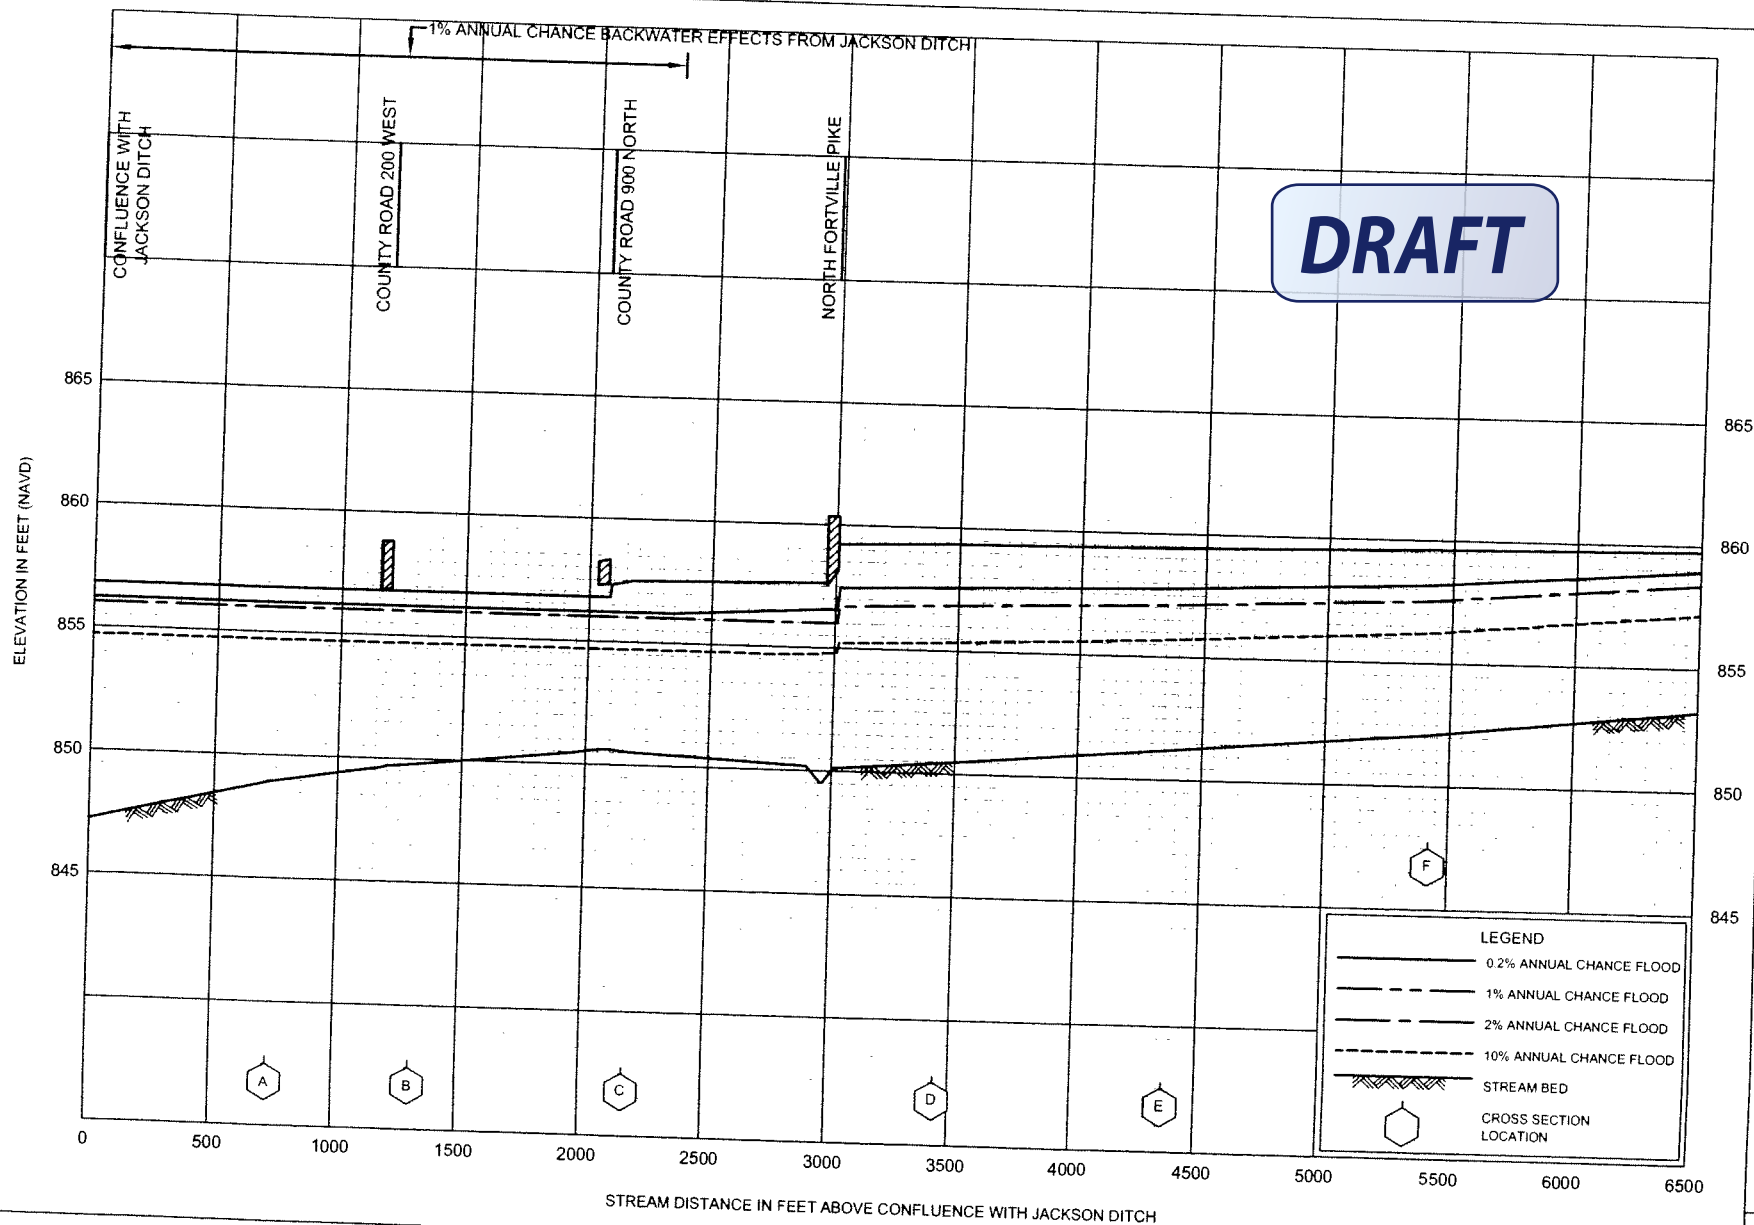 1% ANNUAL CHANCE BACKWATER EFFECTS FROM JACKSON DITCH
CONFLUENCE WITH
JACKSON DITCH
COUNTY ROAD 200 WEST
COUNTY ROAD 900 NORTH
NORTH FORTVILLE PIKE
DRAFT
ELEVATION IN FEET (NAVD)
865
860
855
850
845
865
860
855
850
845
A
B
C
D
E
F
LEGEND
0.2% ANNUAL CHANCE FLOOD
1% ANNUAL CHANCE FLOOD
2% ANNUAL CHANCE FLOOD
10% ANNUAL CHANCE FLOOD
STREAM BED
CROSS SECTION
LOCATION
0
500
1000
1500
2000
2500
3000
3500
4000
4500
5000
5500
6000
6500
STREAM DISTANCE IN FEET ABOVE CONFLUENCE WITH JACKSON DITCH